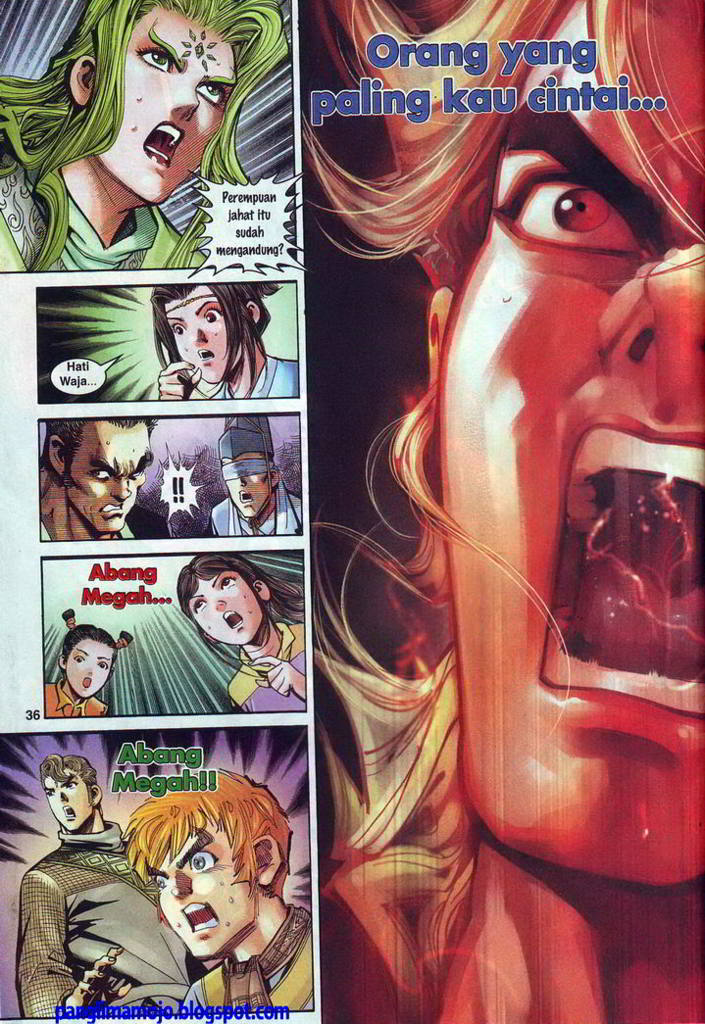 Perempuan
jahat itu
sudah
mengandung?
Hati
Waja...
!!
Abang
Megah...
36
Abang
Megah!!
Orang yang
paling kau cintai...
panglimamojo.blogspot.com